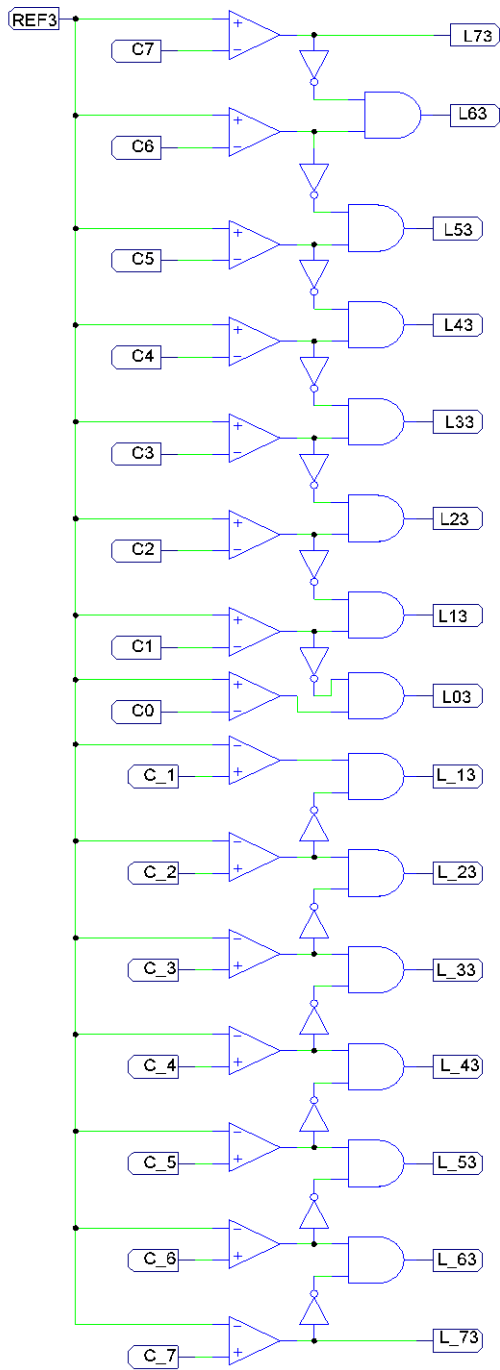 REF3
+
L73
C7
−
L63
+
C6
−
L53
+
C5
−
L43
+
C4
−
L33
+
C3
−
L23
+
C2
−
L13
+
C1
−
L03
+
C0
−
−
L_13
C_1
+
−
L_23
C_2
+
−
L_33
C_3
+
−
L_43
C_4
+
−
L_53
C_5
+
−
L_63
C_6
+
−
L_73
C_7
+